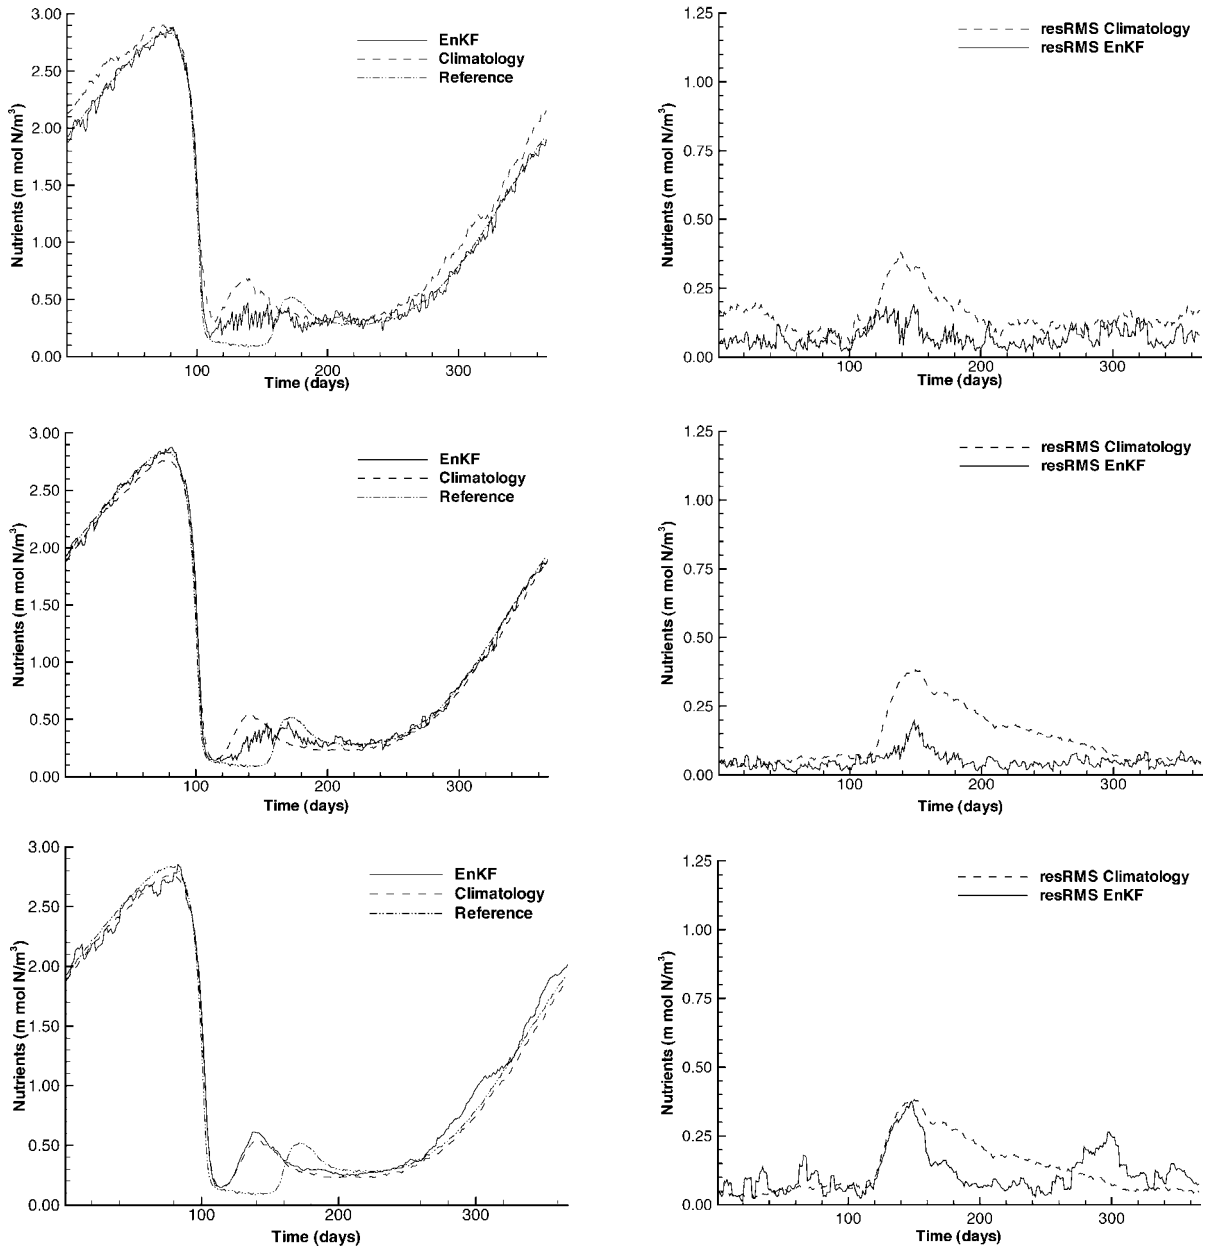 3.00
2.50
2.00
1.50
1.00
0.50
0.00
Nutrients (m mol N/m³)
EnKF
Climatology
Reference
100
200
300
Time (days)
1.25
1.00
0.75
0.50
0.25
0.00
Nutrients (m mol N/m³)
resRMS Climatology
resRMS EnKF
100
200
300
Time (days)
3.00
2.50
2.00
1.50
1.00
0.50
0.00
Nutrients (m mol N/m³)
EnKF
Climatology
Reference
100
200
300
Time (days)
1.25
1.00
0.75
0.50
0.25
0.00
Nutrients (m mol N/m³)
resRMS Climatology
resRMS EnKF
100
200
300
Time (days)
3.00
2.50
2.00
1.50
1.00
0.50
0.00
Nutrients (m mol N/m³)
EnKF
Climatology
Reference
100
200
300
Time (days)
1.25
1.00
0.75
0.50
0.25
0.00
Nutrients (m mol N/m³)
resRMS Climatology
resRMS EnKF
100
200
300
Time (days)